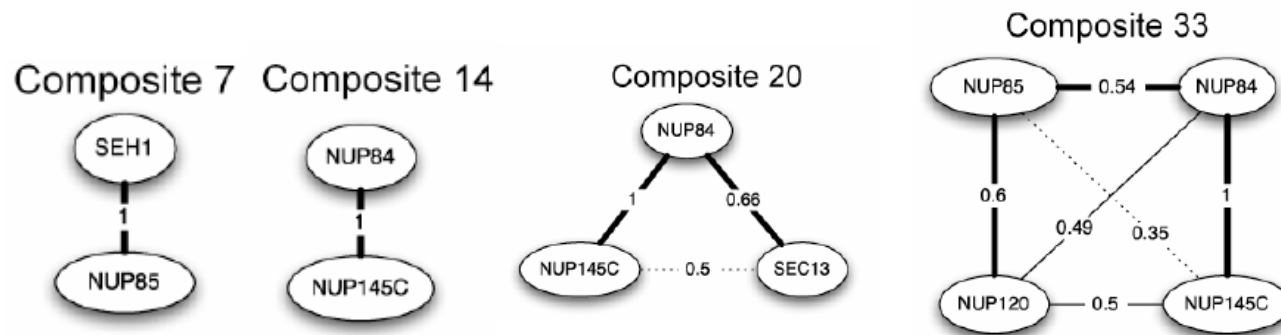 Composite 7
SEH1
1
NUP85
Composite 14
NUP84
1
NUP145C
Composite 20
NUP84
1
0.66
NUP145C
0.5
SEC13
Composite 33
NUP85
0.54
NUP84
0.6
1
0.49
0.35
NUP120
0.5
NUP145C